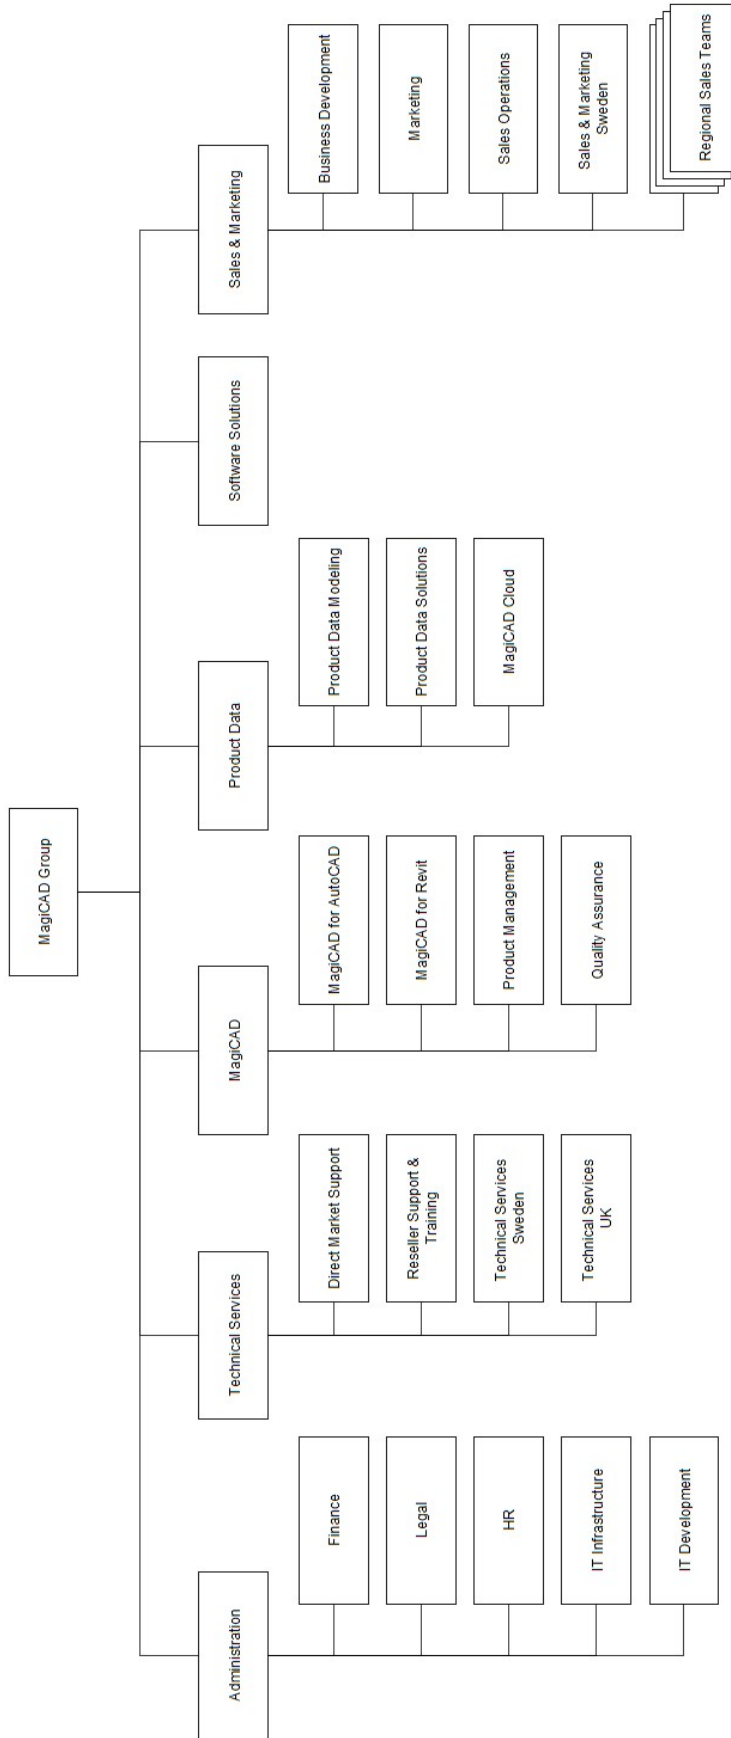 MagiCAD Group
Administration
Finance
Legal
HR
IT Infrastructure
IT Development
Technical Services
Direct Market Support
Reseller Support &
Training
Technical Services
Sweden
Technical Services
UK
MagiCAD
MagiCAD for AutoCAD
MagiCAD for Revit
Product Management
Quality Assurance
Product Data
Product Data Modeling
Product Data Solutions
MagiCAD Cloud
Software Solutions
Sales & Marketing
Business Development
Marketing
Sales Operations
Sales & Marketing
Sweden
Regional Sales Teams